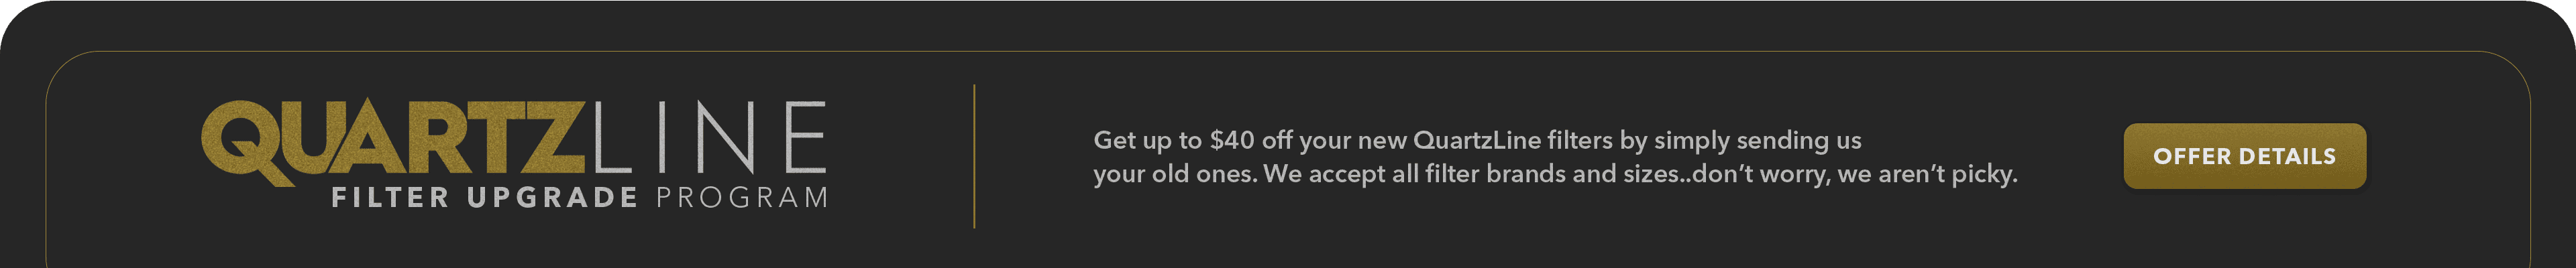 QUARTZLINE
FILTER UPGRADE PROGRAM
Get up to $40 off your new QuartzLine filters by simply sending us
your old ones. We accept all filter brands and sizes..don’t worry, we aren’t picky.
OFFER DETAILS